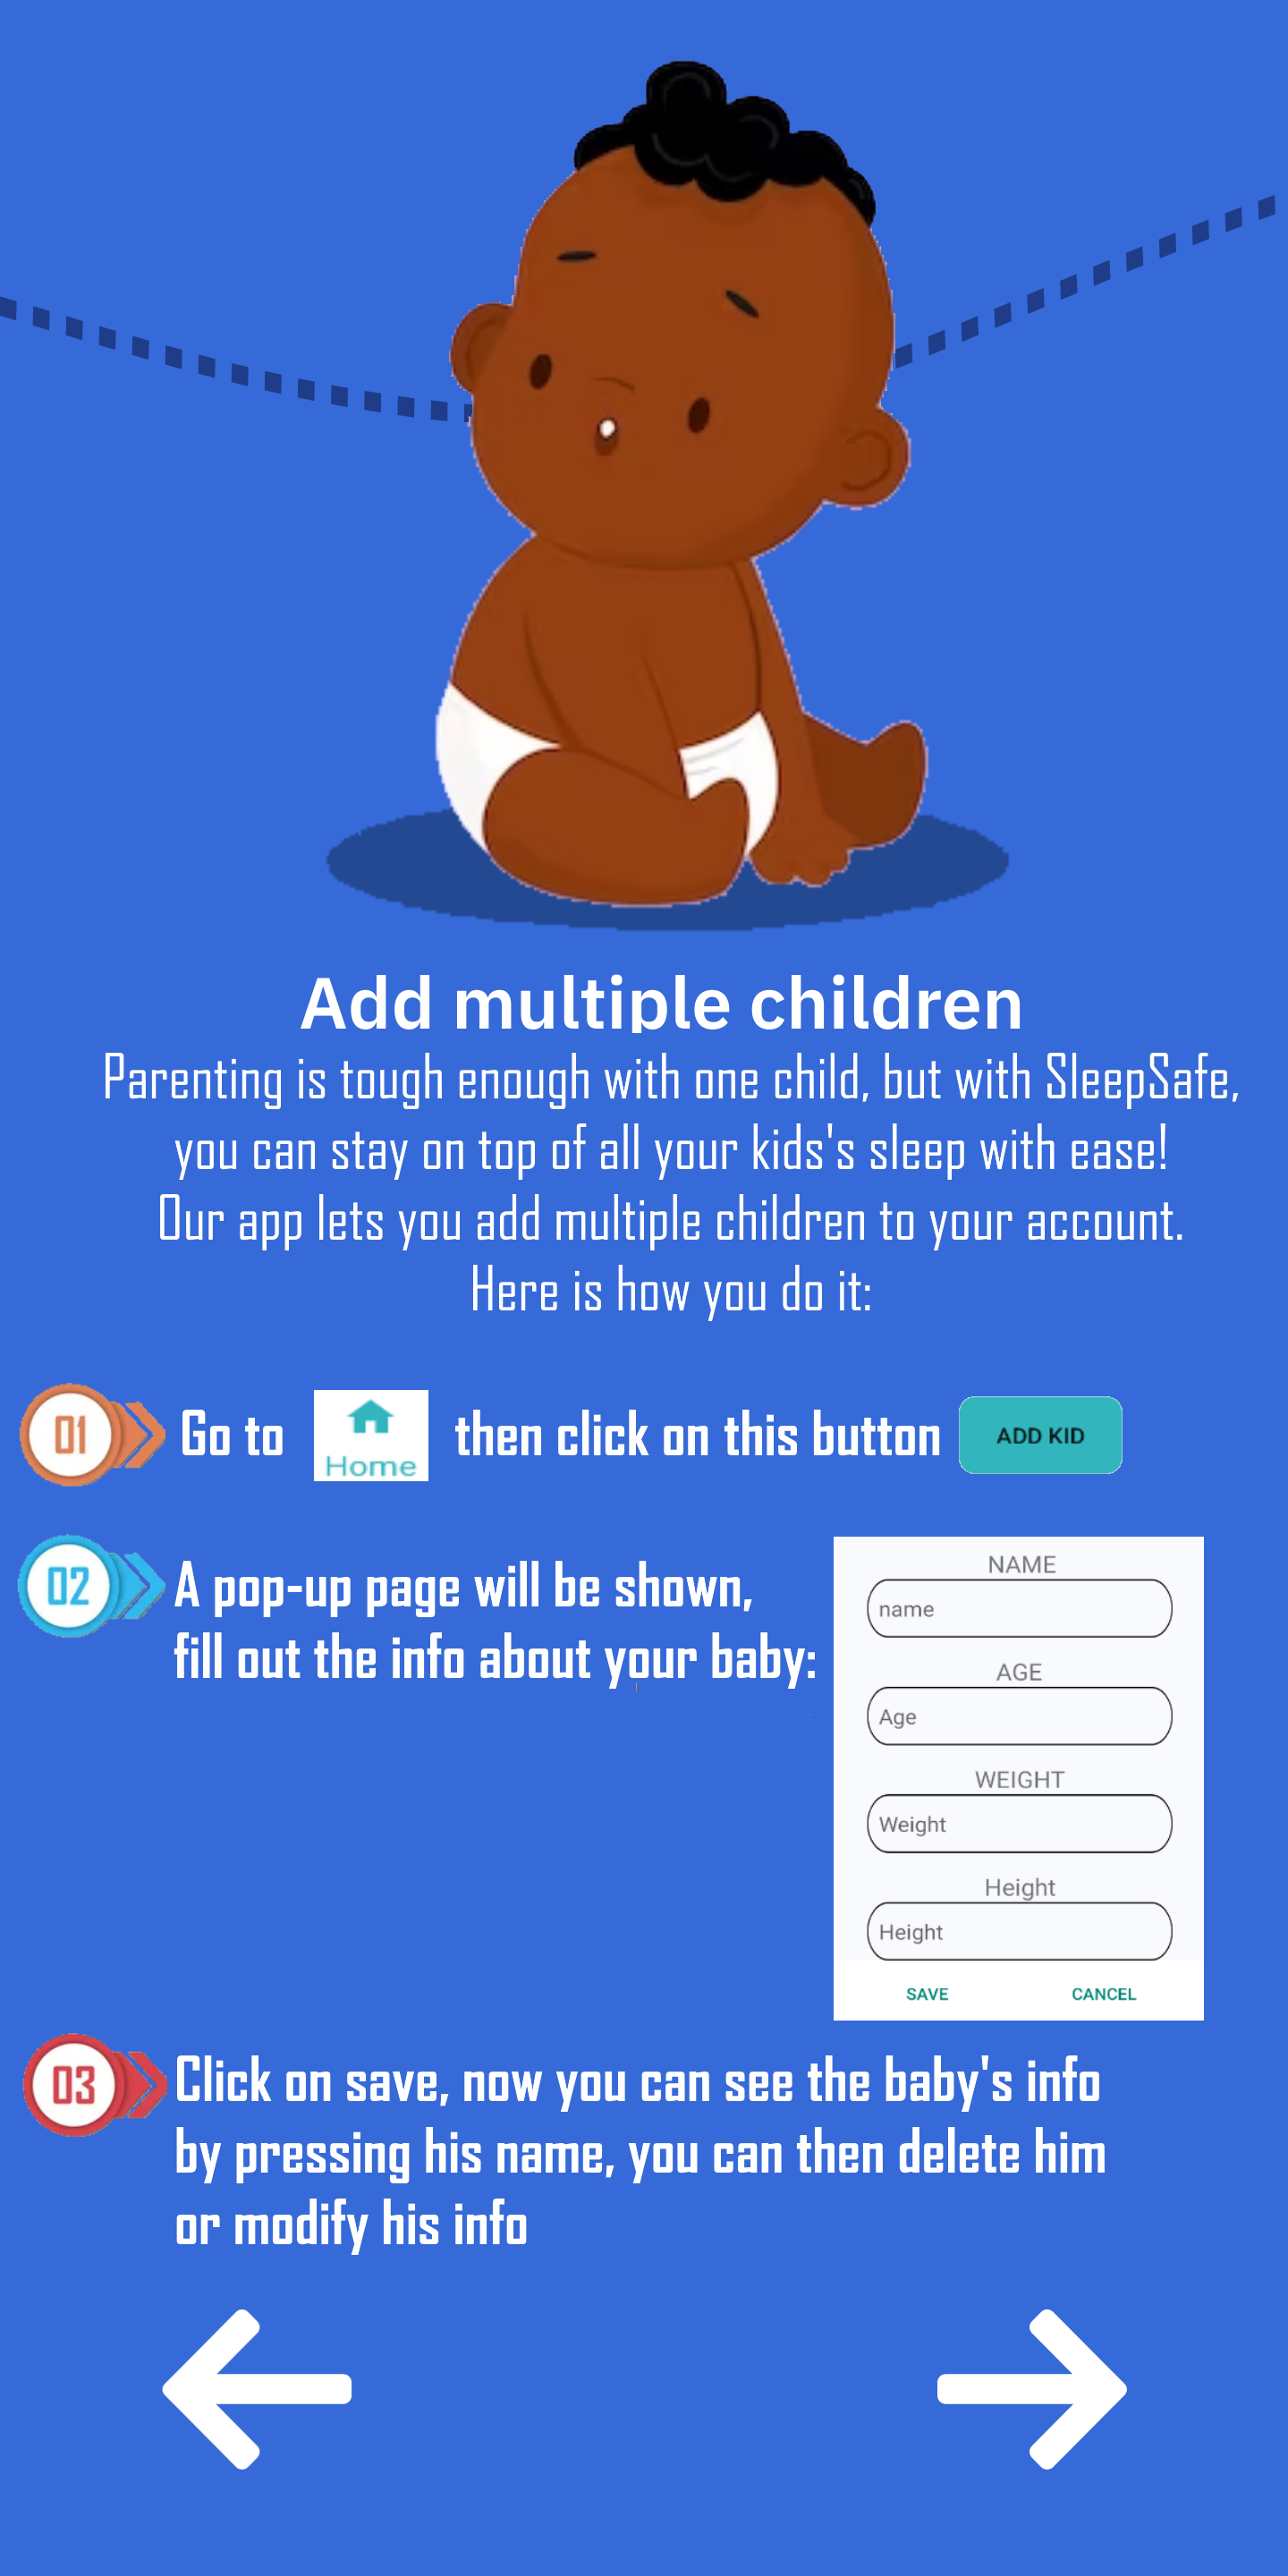 Add multiple children
Parenting is tough enough with one child, but with SleepSafe,
you can stay on top of all your kids's sleep with ease!
Our app lets you add multiple children to your account.
Here is how you do it:
01 Go to Home then click on this button ADD KID
02 A pop-up page will be shown,
fill out the info about your baby:
NAME
name
AGE
Age
WEIGHT
Weight
Height
Height
SAVE CANCEL
03 Click on save, now you can see the baby's info
by pressing his name, you can then delete him
or modify his info